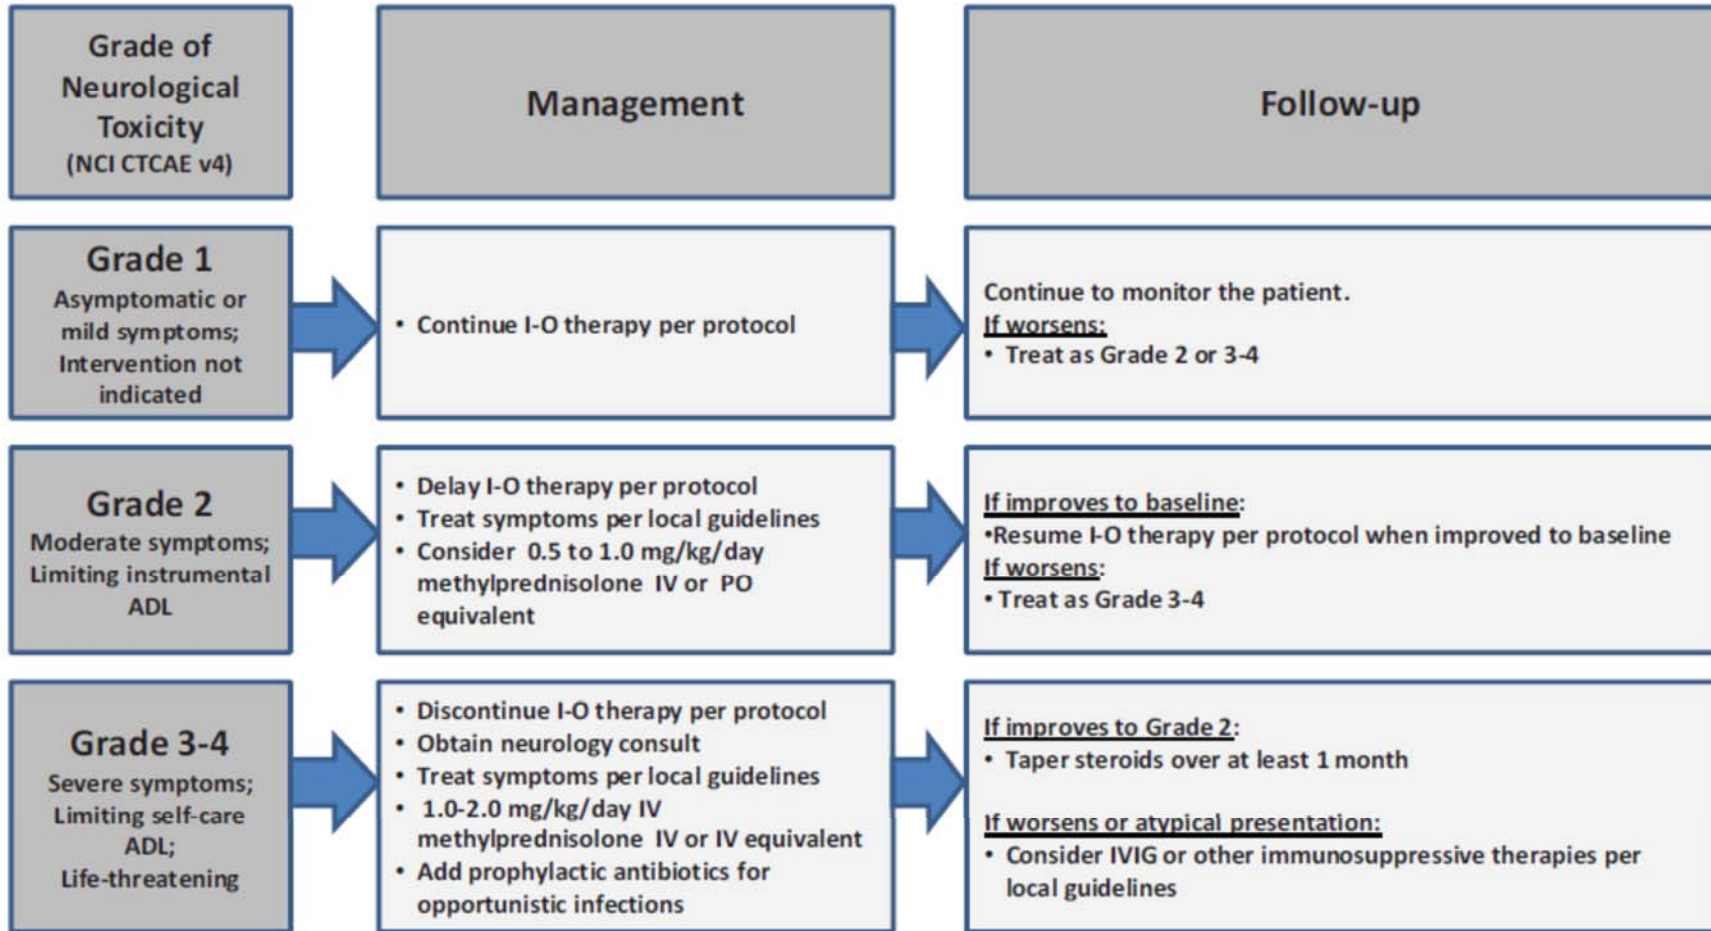 Grade of
Neurological
Toxicity
(NCI CTCAE v4)
Management
Follow-up
Grade 1
Asymptomatic or
mild symptoms;
Intervention not
indicated
• Continue I-O therapy per protocol
Continue to monitor the patient.
If worsens:
• Treat as Grade 2 or 3-4
Grade 2
Moderate symptoms;
Limiting instrumental
ADL
• Delay I-O therapy per protocol
• Treat symptoms per local guidelines
• Consider 0.5 to 1.0 mg/kg/day
methylprednisolone IV or PO
equivalent
If improves to baseline:
•Resume I-O therapy per protocol when improved to baseline
If worsens:
• Treat as Grade 3-4
Grade 3-4
Severe symptoms;
Limiting self-care
ADL;
Life-threatening
• Discontinue I-O therapy per protocol
• Obtain neurology consult
• Treat symptoms per local guidelines
• 1.0-2.0 mg/kg/day IV
methylprednisolone IV or IV equivalent
• Add prophylactic antibiotics for
opportunistic infections
If improves to Grade 2:
• Taper steroids over at least 1 month
If worsens or atypical presentation:
• Consider IVIG or other immunosuppressive therapies per
local guidelines